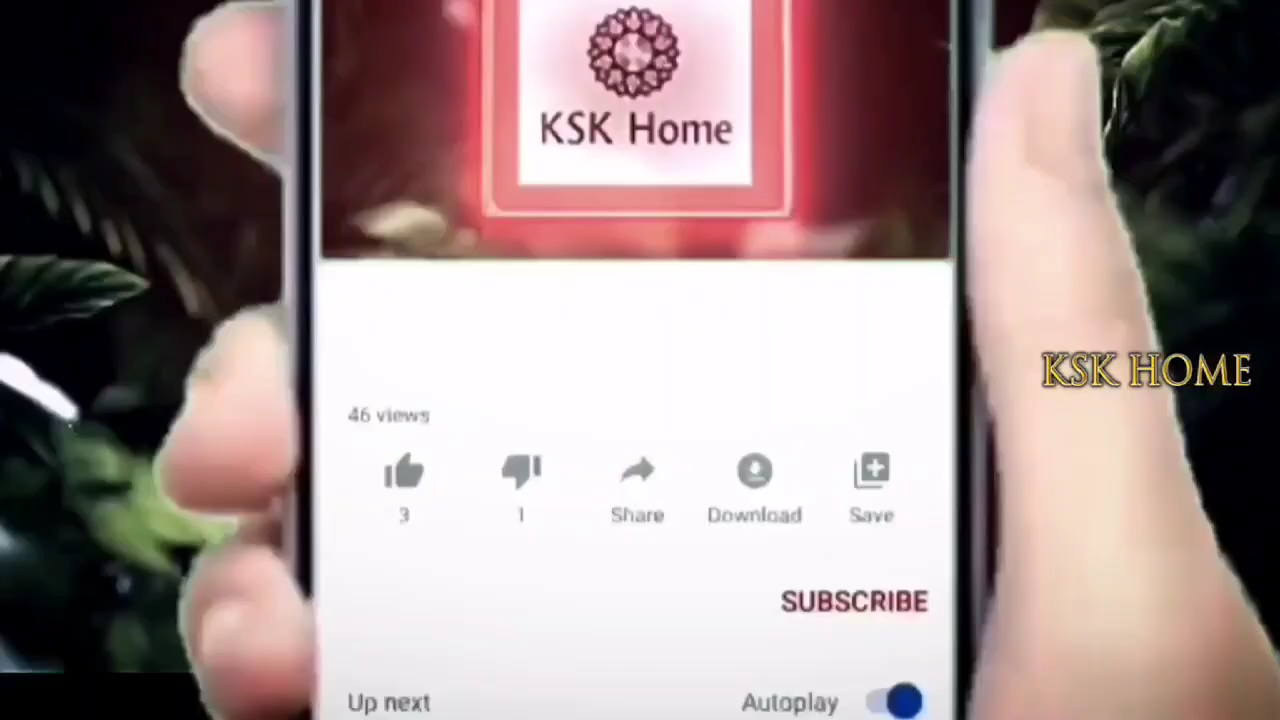 KSK Home
KSK HOME
46 views
3
1
Share
Download
Save
SUBSCRIBE
Up next
Autoplay